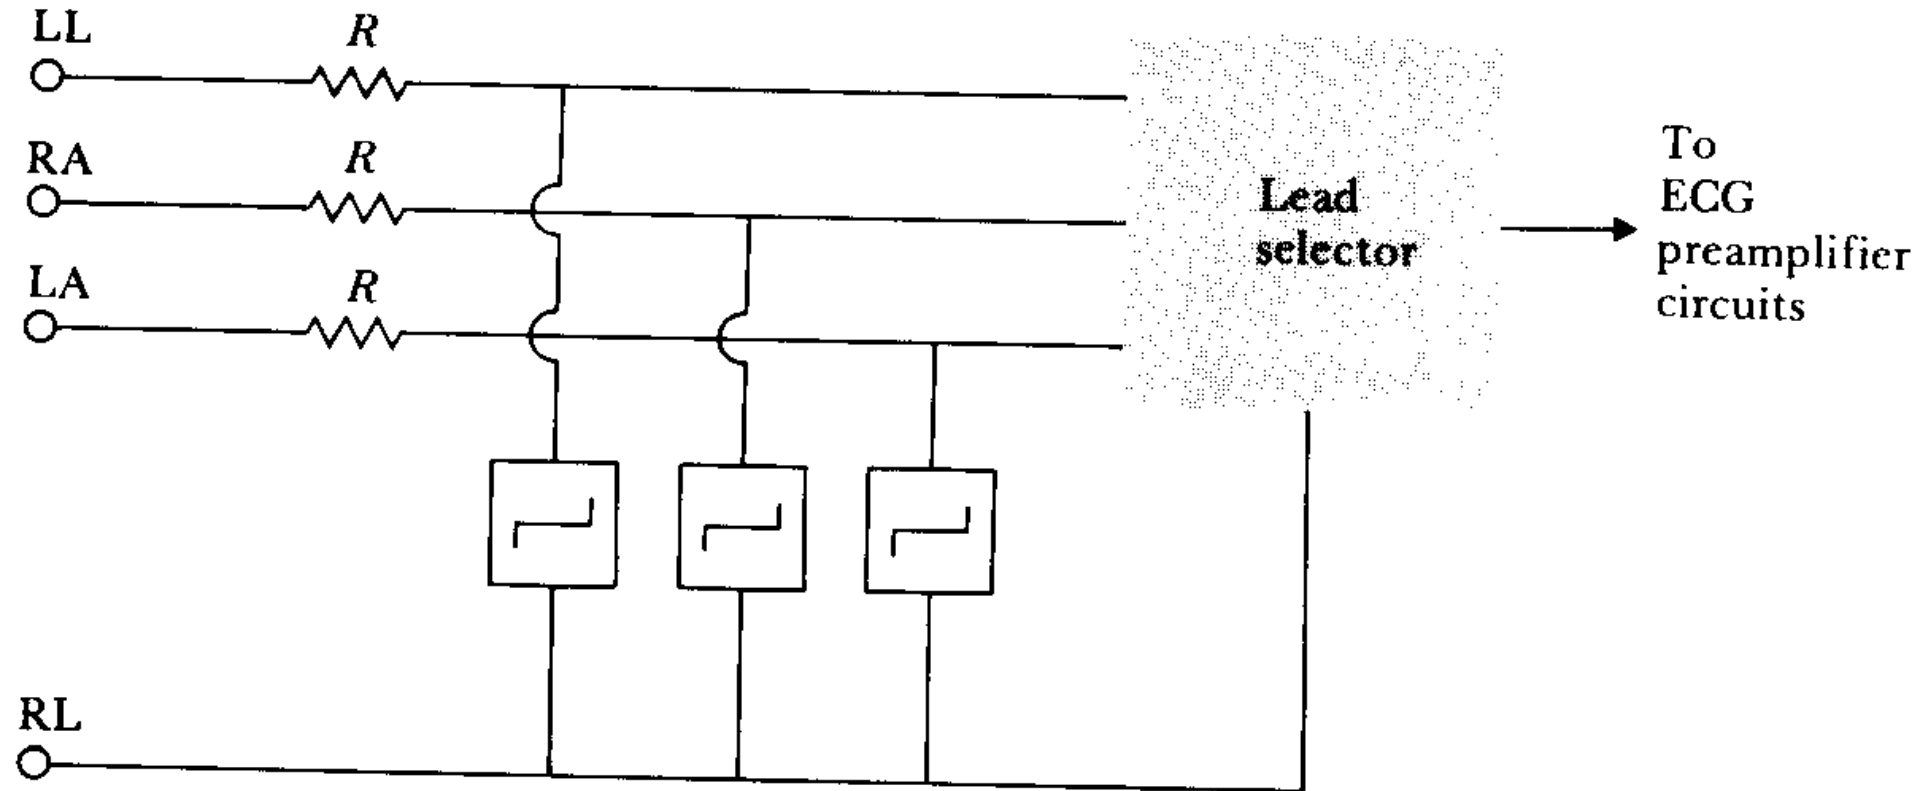 LL
R
RA
R
LA
R
Lead
selector
To
ECG
preamplifier
circuits
RL